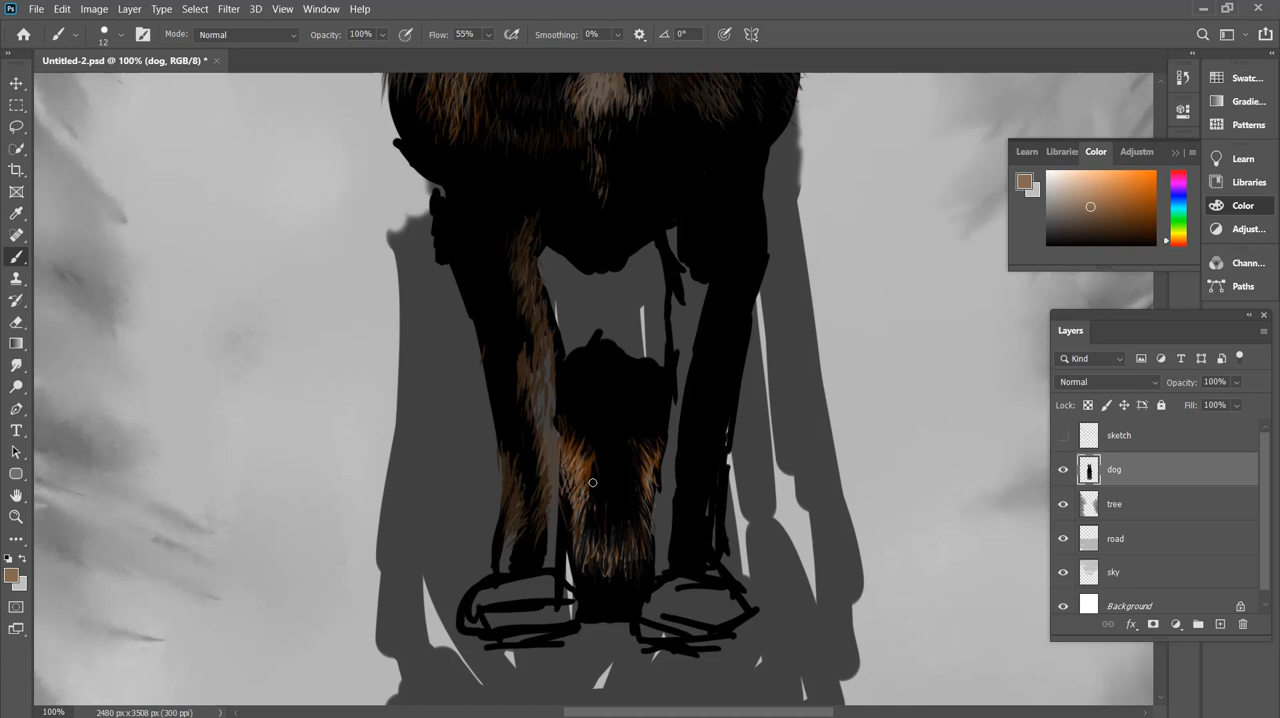 Ps File Edit Image Layer Type Select Filter 3D View Window Help
12 Mode: Normal Opacity: 100% Flow: 55% Smoothing: 0% 0°
Untitled-2.psd @ 100% (dog, RGB/8) *
Swatc...
Gradie...
Patterns
Learn
Libraries
Color
Adjust...
Chann...
Paths
Learn Libraries Color Adjustm
Layers
Kind
Normal Opacity: 100%
Lock: Fill: 100%
sketch
dog
tree
road
sky
Background
100% 2480 px x 3508 px (300 ppi)